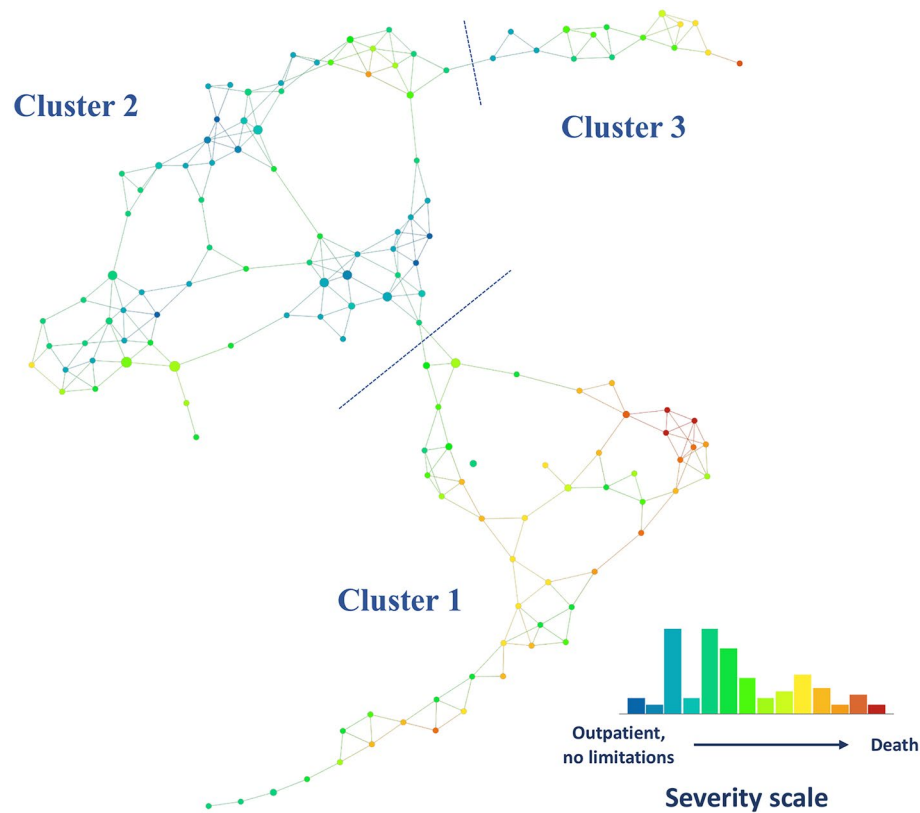 Cluster 2
Cluster 3
Cluster 1
Outpatient,
no limitations
Death
Severity scale